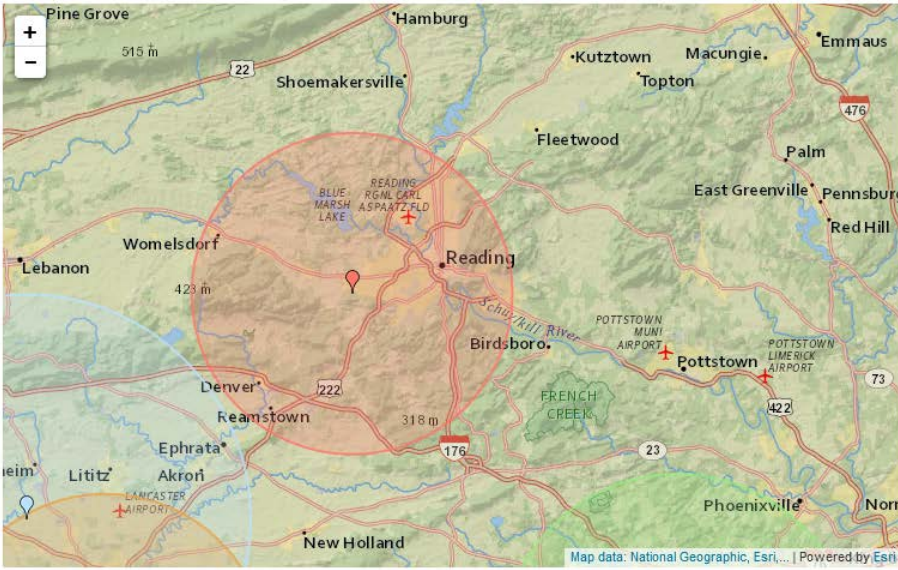 Pine Grove
Hamburg
+
−
515 m
22
Shoemakersville
Kutztown
Topton
Macungie
Emmaus
476
Fleetwood
Palm
East Greenville
Pennsburg
Red Hill
BLUE
MARSH
LAKE
READING
RGNL CARL
A SPAATZ FLD
Womelsdorf
Reading
Lebanon
423 m
Schuylkill River
Birdsboro
POTTSTOWN
MUNI
AIRPORT
POTTSTOWN
LIMERICK
AIRPORT
Pottstown
73
422
Denver
222
FRENCH
CREEK
Reamstown
318 m
176
23
Ephrata
heim
Lititz
Akron
LANCASTER
AIRPORT
Phoenixville
Norr
New Holland
Map data: National Geographic, Esri,... | Powered by Esri